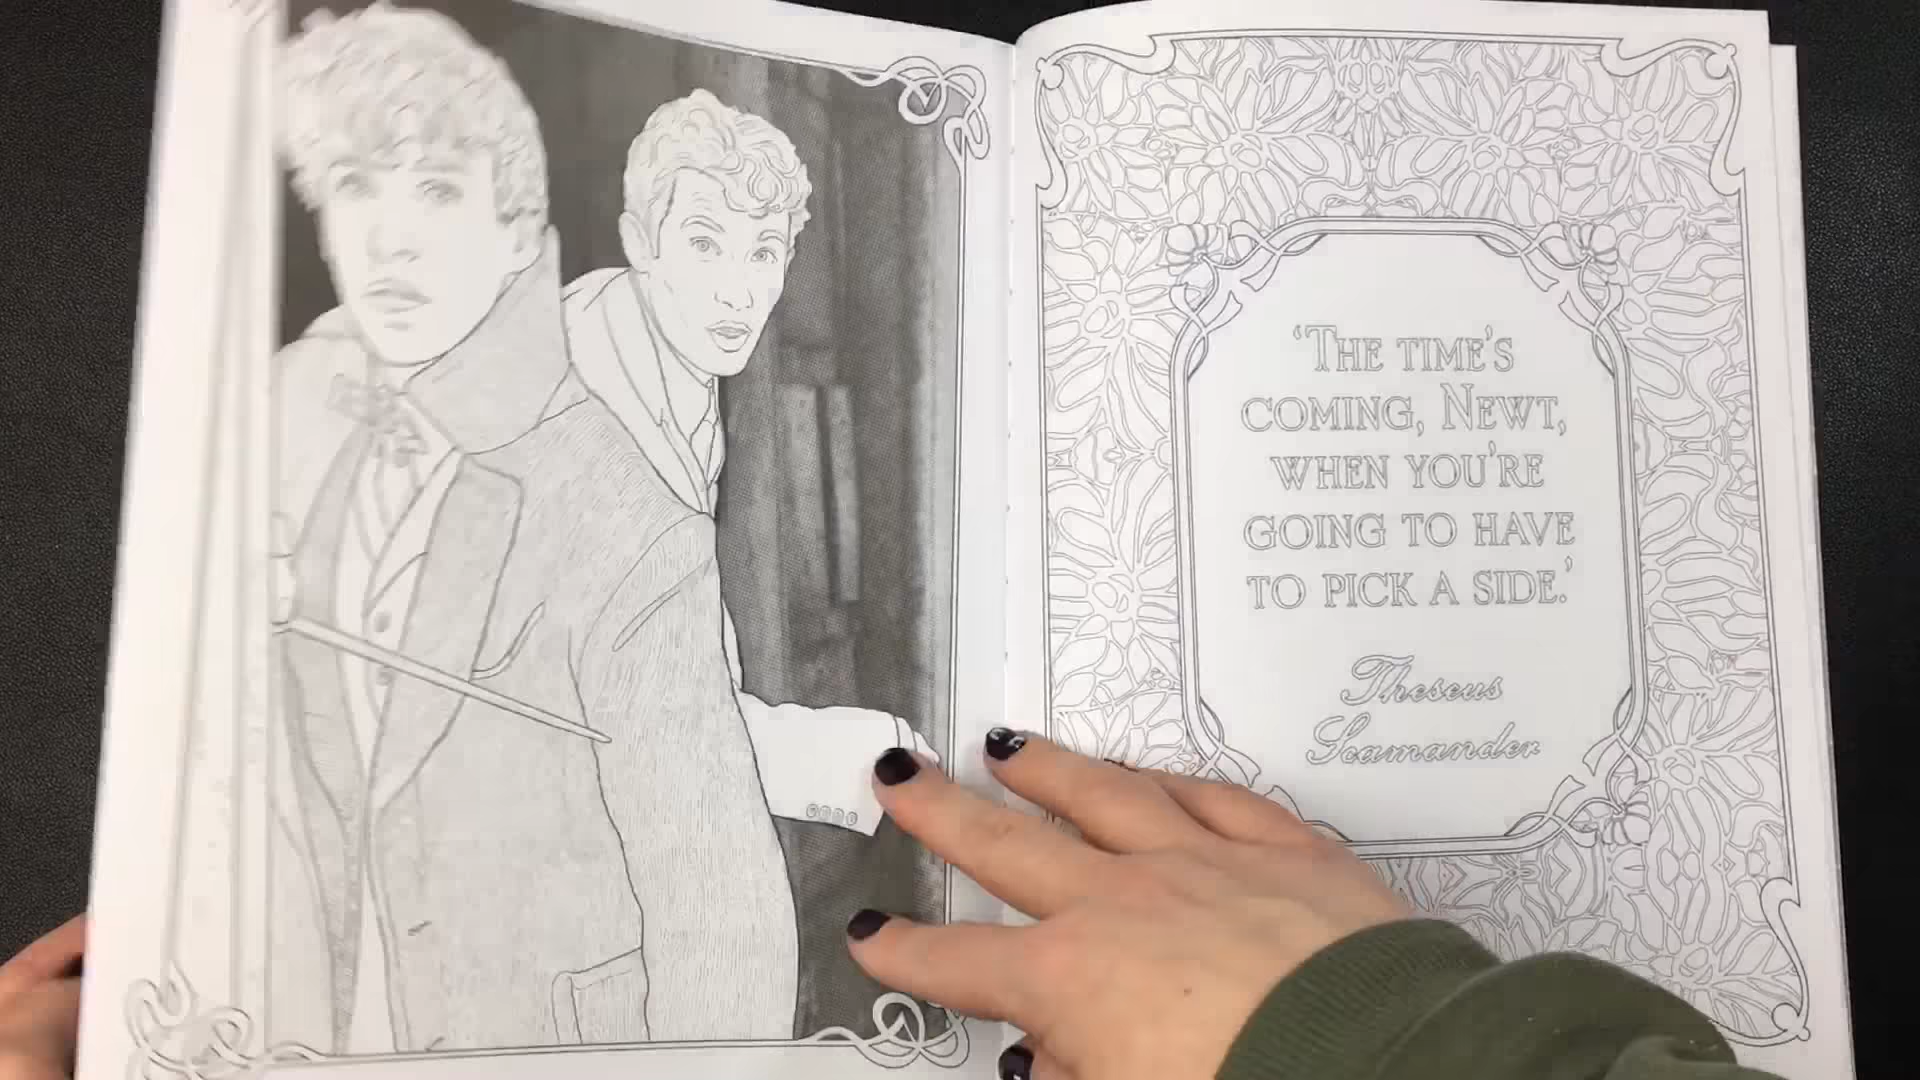 ‘THE TIME’S
COMING, NEWT,
WHEN YOU’RE
GOING TO HAVE
TO PICK A SIDE.’
Theseus
Scamander